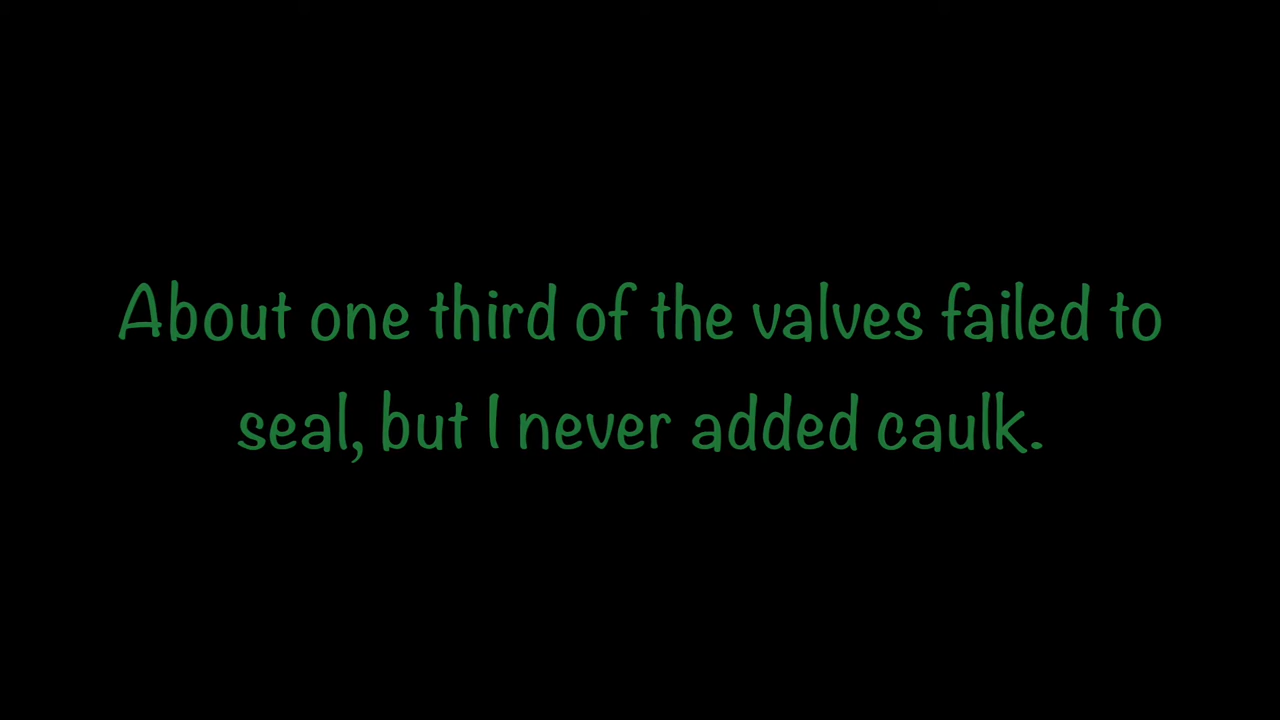 About one third of the valves failed to
seal, but I never added caulk.